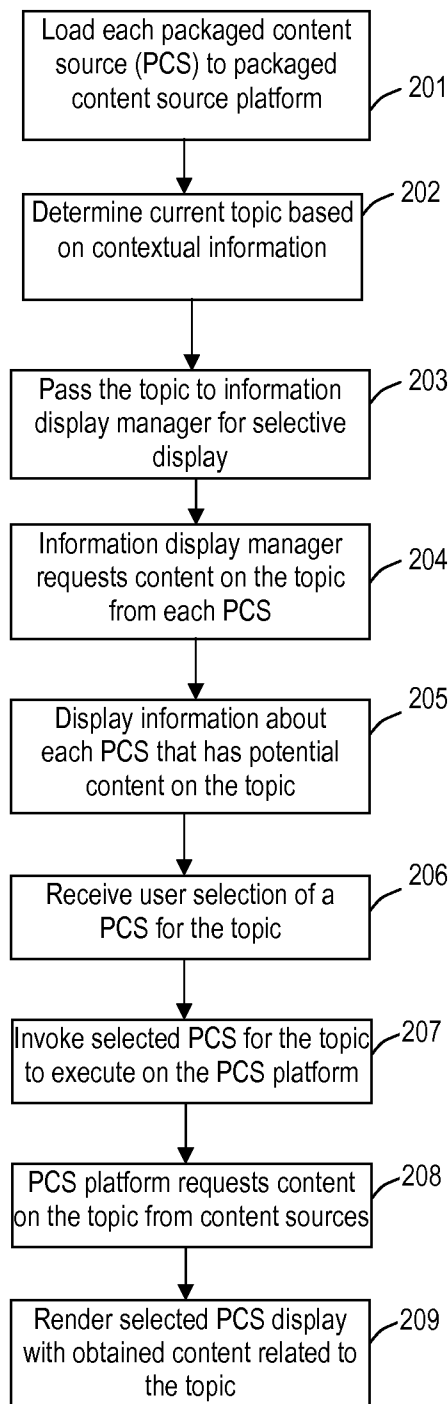 Load each packaged content
source (PCS) to packaged
content source platform
201
202
Determine current topic based
on contextual information
203
Pass the topic to information
display manager for selective
display
204
Information display manager
requests content on the topic
from each PCS
205
Display information about
each PCS that has potential
content on the topic
206
Receive user selection of a
PCS for the topic
207
Invoke selected PCS for the topic
to execute on the PCS platform
208
PCS platform requests content
on the topic from content sources
209
Render selected PCS display
with obtained content related to
the topic